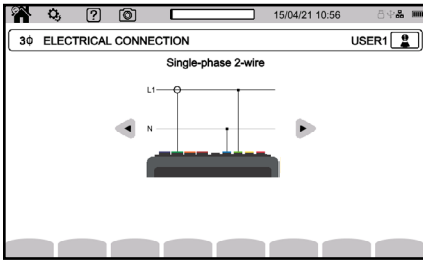 ? 15/04/21 10:56
3Φ ELECTRICAL CONNECTION USER1
Single-phase 2-wire
L1
N